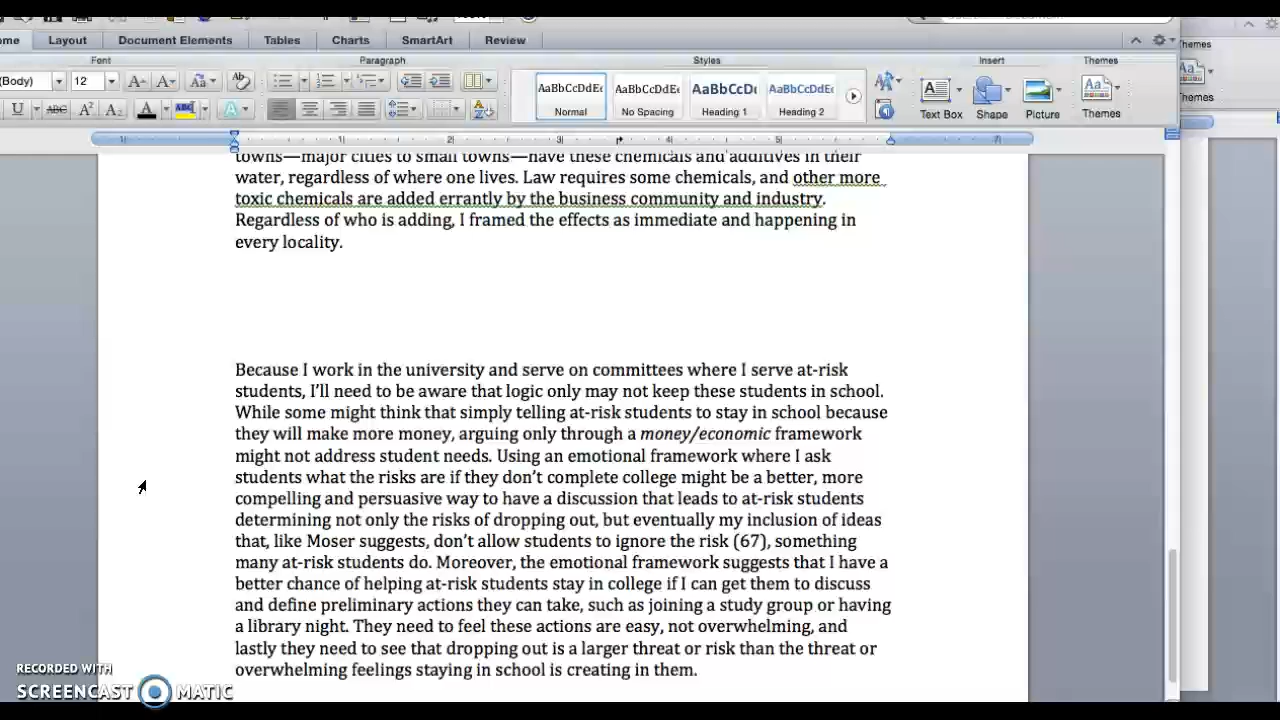 ome Layout Document Elements Tables Charts SmartArt Review
Font Paragraph Styles Insert Themes
(Body) 12
AaBbCcDdEe AaBbCcDdEe AaBbCcDd AaBbCcDdEe
Normal No Spacing Heading 1 Heading 2
Text Box Shape Picture Themes
hemes
hemes
towns—major cities to small towns—have these chemicals and additives in their
water, regardless of where one lives. Law requires some chemicals, and other more
toxic chemicals are added errantly by the business community and industry.
Regardless of who is adding, I framed the effects as immediate and happening in
every locality.
Because I work in the university and serve on committees where I serve at-risk
students, I'll need to be aware that logic only may not keep these students in school.
While some might think that simply telling at-risk students to stay in school because
they will make more money, arguing only through a money/economic framework
might not address student needs. Using an emotional framework where I ask
students what the risks are if they don't complete college might be a better, more
compelling and persuasive way to have a discussion that leads to at-risk students
determining not only the risks of dropping out, but eventually my inclusion of ideas
that, like Moser suggests, don't allow students to ignore the risk (67), something
many at-risk students do. Moreover, the emotional framework suggests that I have a
better chance of helping at-risk students stay in college if I can get them to discuss
and define preliminary actions they can take, such as joining a study group or having
a library night. They need to feel these actions are easy, not overwhelming, and
lastly they need to see that dropping out is a larger threat or risk than the threat or
overwhelming feelings staying in school is creating in them.
RECORDED WITH
SCREENCAST MATIC